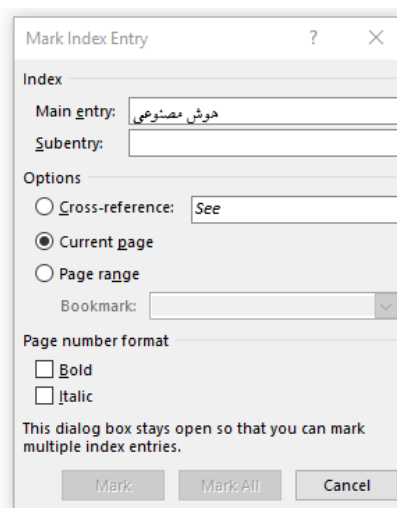 Mark Index Entry ? ×
Index
Main entry: هوش مصنوعی
Subentry:
Options
Cross-reference: See
Current page
Page range
Bookmark:
Page number format
Bold
Italic
This dialog box stays open so that you can mark
multiple index entries.
Mark Mark All Cancel